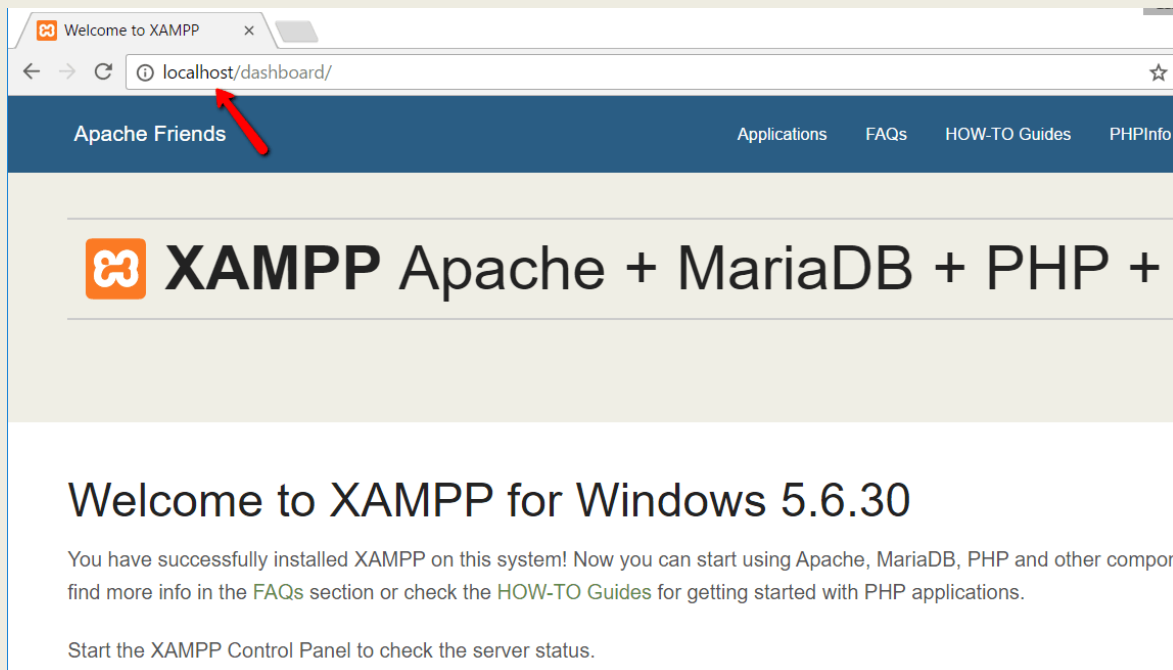 Welcome to XAMPP
localhost/dashboard/
Apache Friends
Applications FAQs HOW-TO Guides PHPInfo
XAMPP Apache + MariaDB + PHP +
Welcome to XAMPP for Windows 5.6.30
You have successfully installed XAMPP on this system! Now you can start using Apache, MariaDB, PHP and other compon
find more info in the FAQs section or check the HOW-TO Guides for getting started with PHP applications.
Start the XAMPP Control Panel to check the server status.